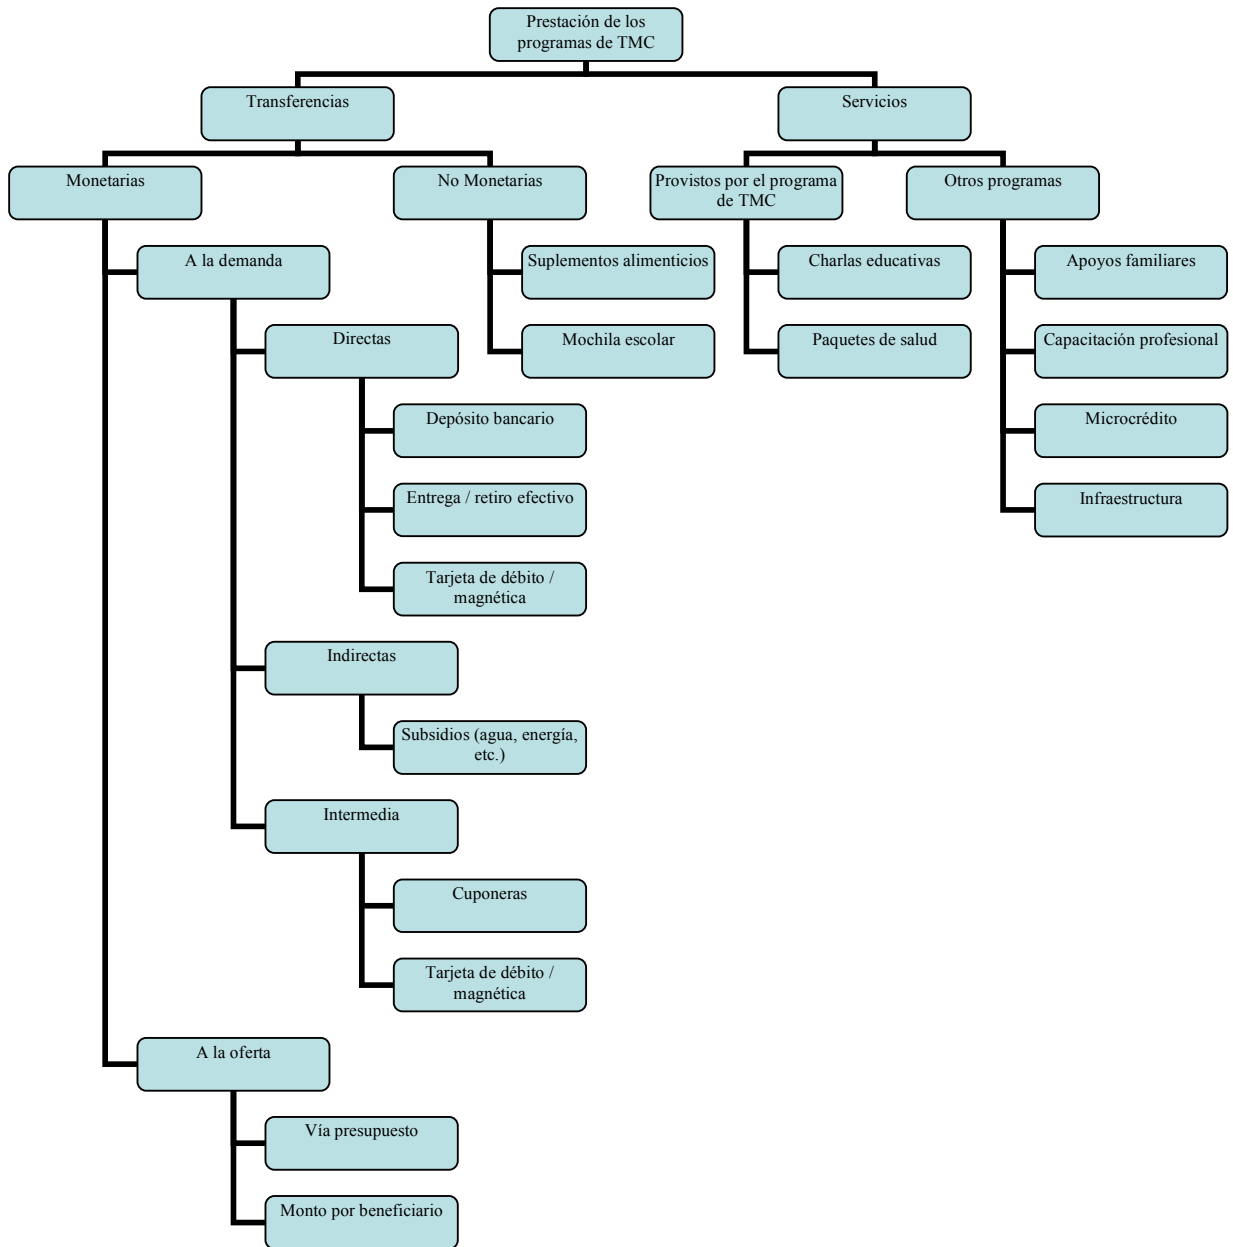 Prestación de los
programas de TMC
Transferencias
Servicios
Monetarias
No Monetarias
Provistos por el programa
de TMC
Otros programas
A la demanda
Suplementos alimenticios
Charlas educativas
Apoyos familiares
Directas
Mochila escolar
Paquetes de salud
Capacitación profesional
Depósito bancario
Microcrédito
Entrega / retiro efectivo
Infraestructura
Tarjeta de débito /
magnética
Indirectas
Subsidios (agua, energía,
etc.)
Intermedia
Cuponeras
Tarjeta de débito /
magnética
A la oferta
Vía presupuesto
Monto por beneficiario